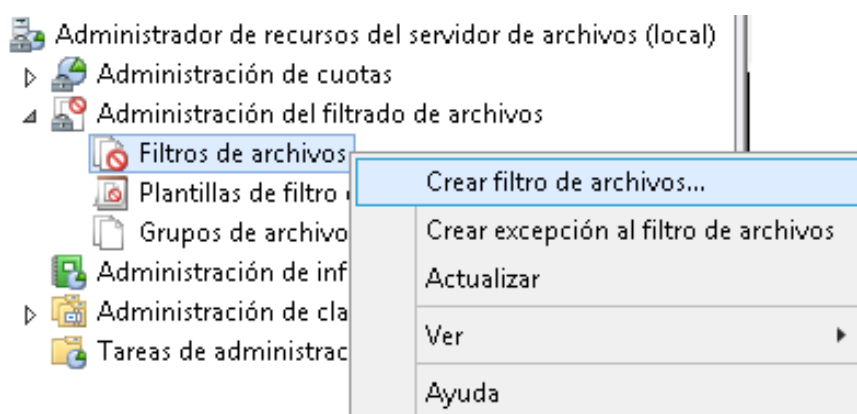 Administrador de recursos del servidor de archivos (local)
Administración de cuotas
Administración del filtrado de archivos
Filtros de archivos
Plantillas de filtro
Grupos de archivo
Administración de inf
Administración de cla
Tareas de administrac
Crear filtro de archivos...
Crear excepción al filtro de archivos
Actualizar
Ver
Ayuda